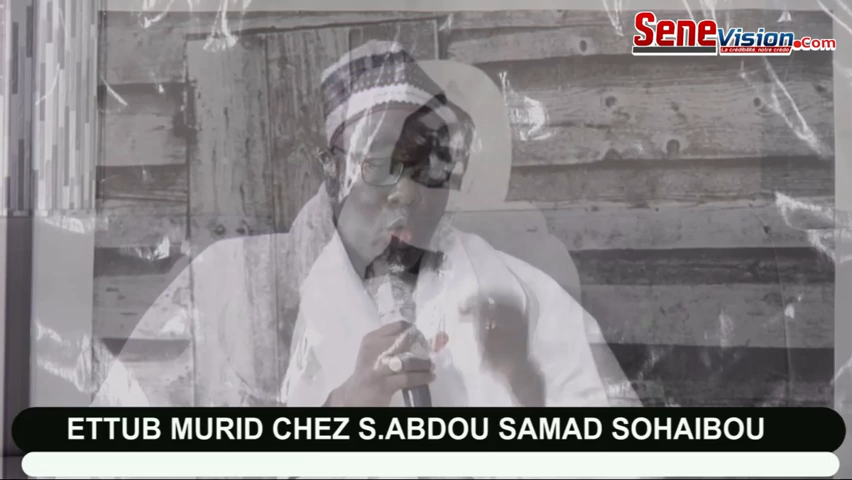 SeneVision.Com
La crédibilité, notre crédo
ETTUB MURID CHEZ S.ABDOU SAMAD SOHAIBOU